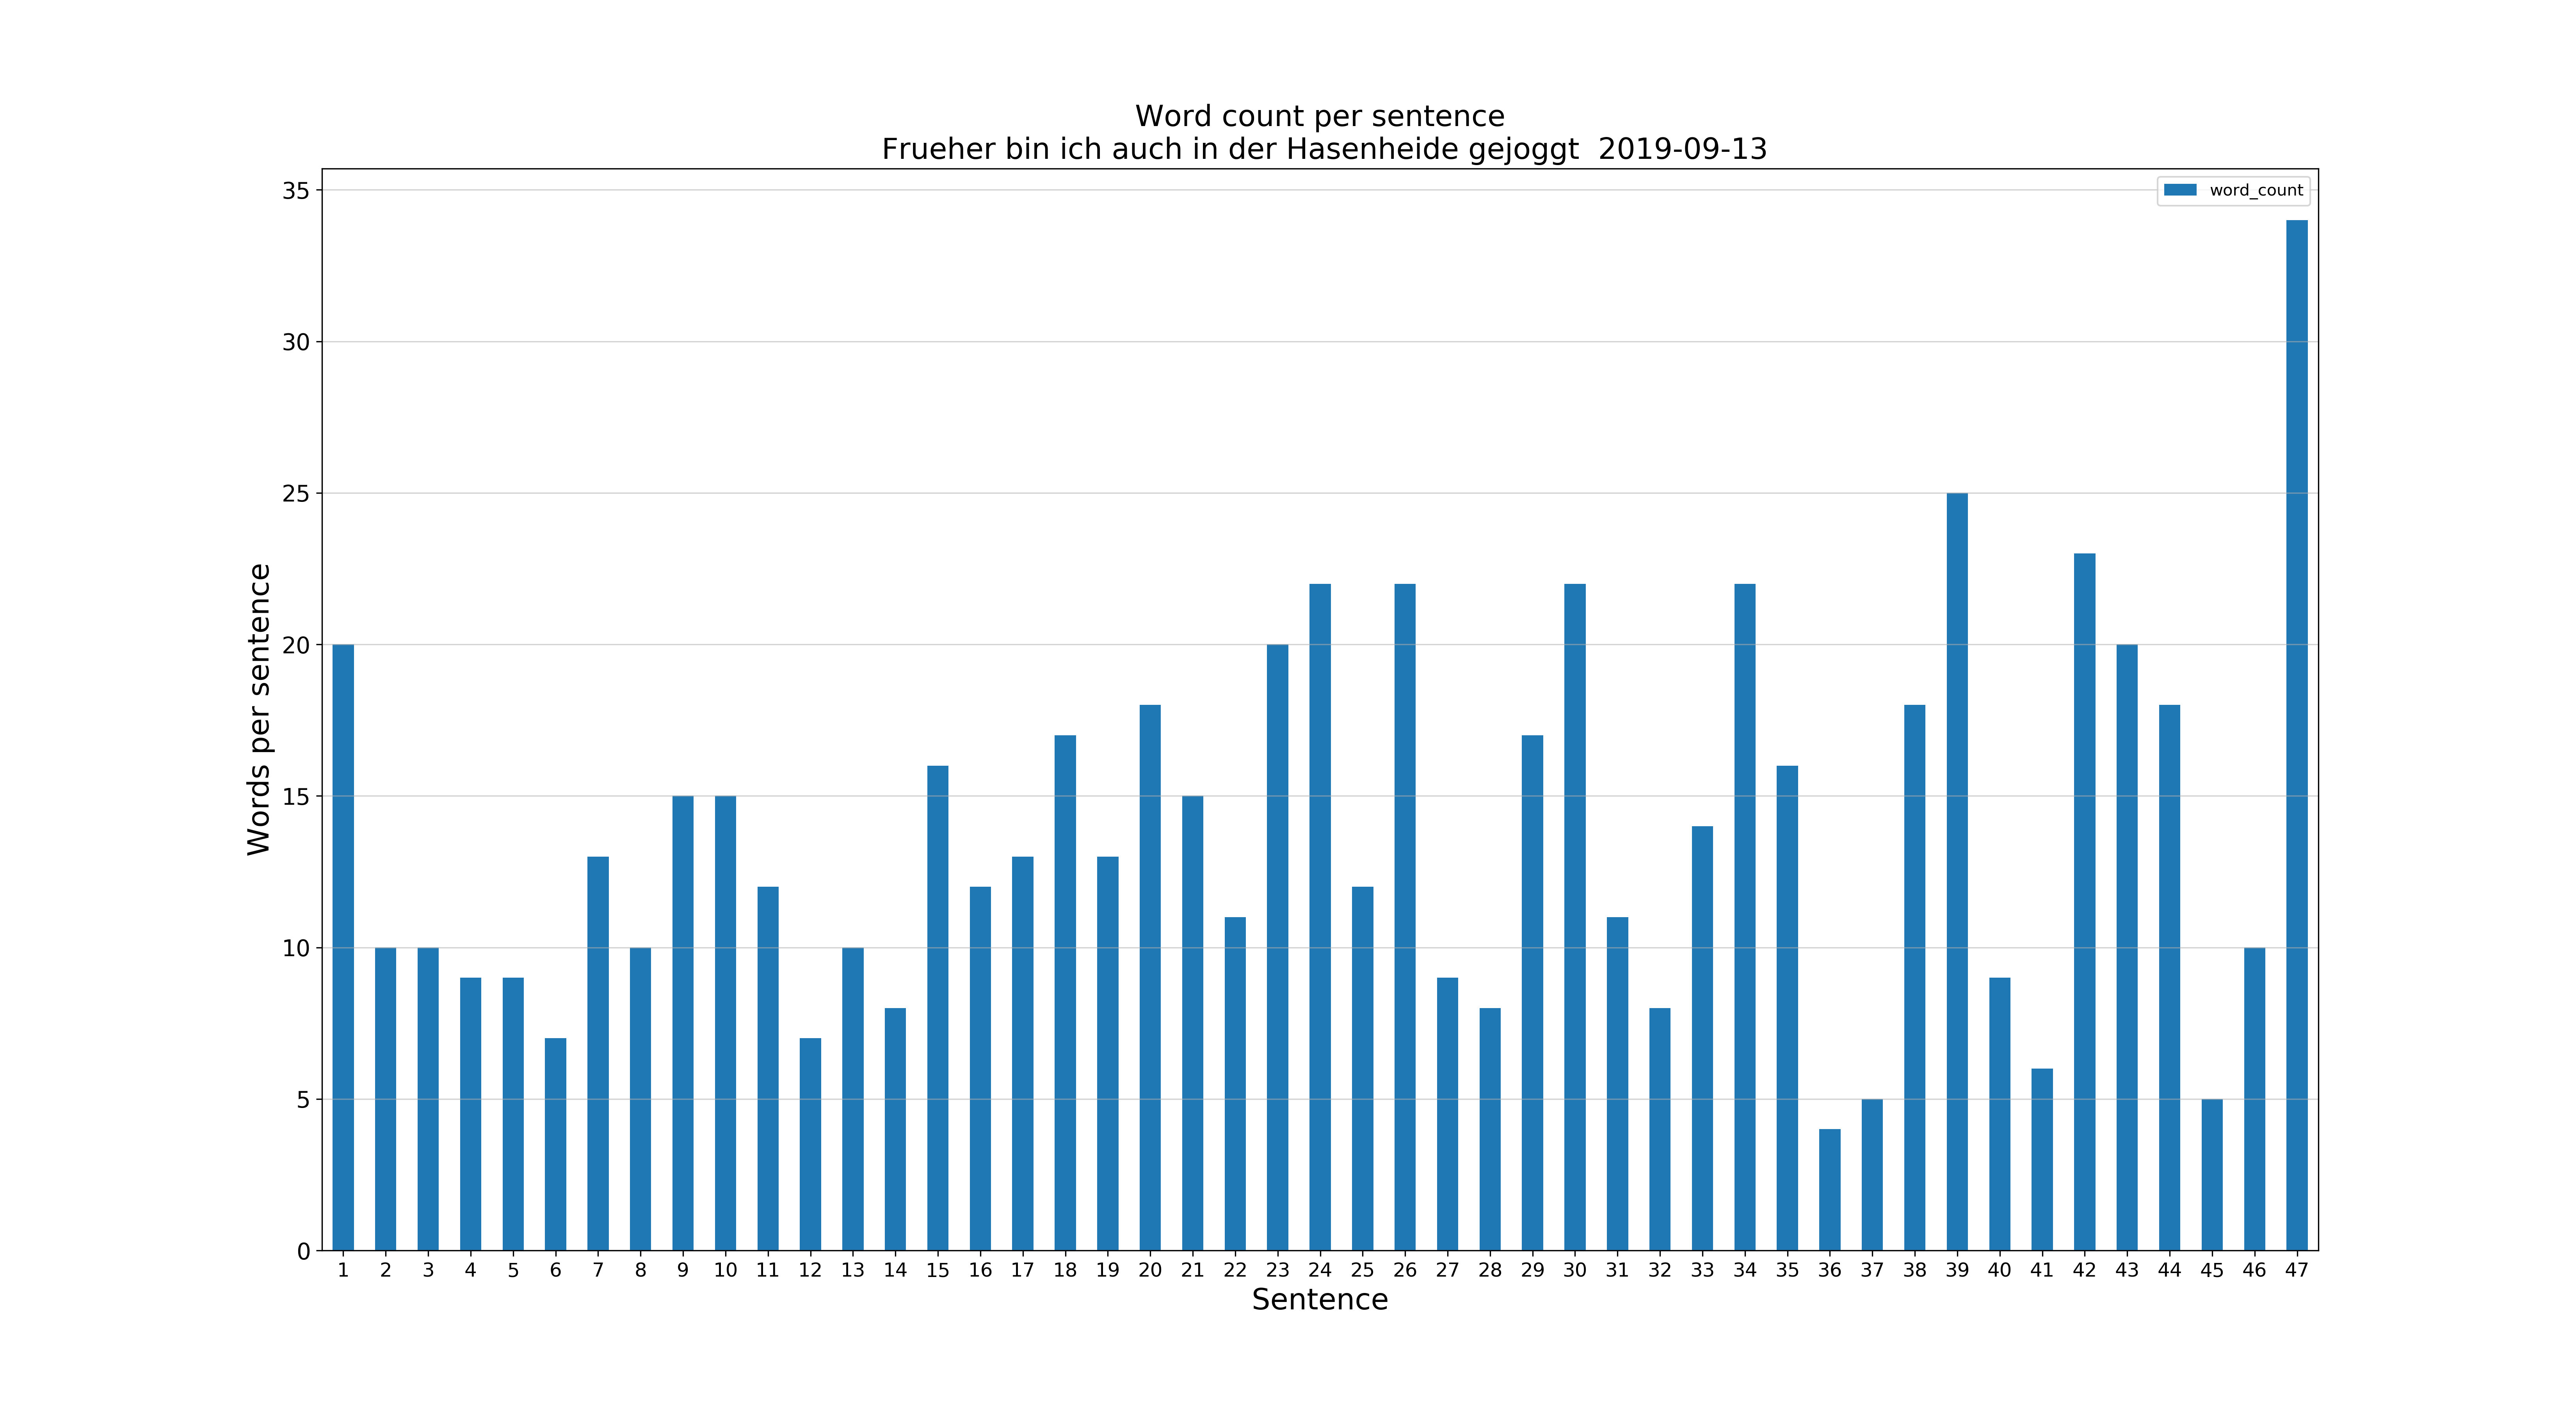 Word count per sentence
Frueher bin ich auch in der Hasenheide gejoggt  2019-09-13
word_count
35
30
25
20
15
10
5
0
Words per sentence
1 2 3 4 5 6 7 8 9 10 11 12 13 14 15 16 17 18 19 20 21 22 23 24 25 26 27 28 29 30 31 32 33 34 35 36 37 38 39 40 41 42 43 44 45 46 47
Sentence